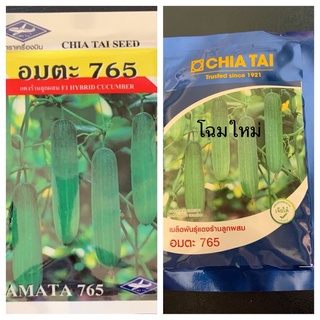 ตราเครื่องบิน
CHIA TAI SEED
อมตะ 765
แตงร้านลูกผสม F1 HYBRID CUCUMBER
AMATA 765
CHIA TAI
Trusted since 1921
โฉมใหม่
เมล็ดพันธุ์แตงร้านลูกผสม
อมตะ 765